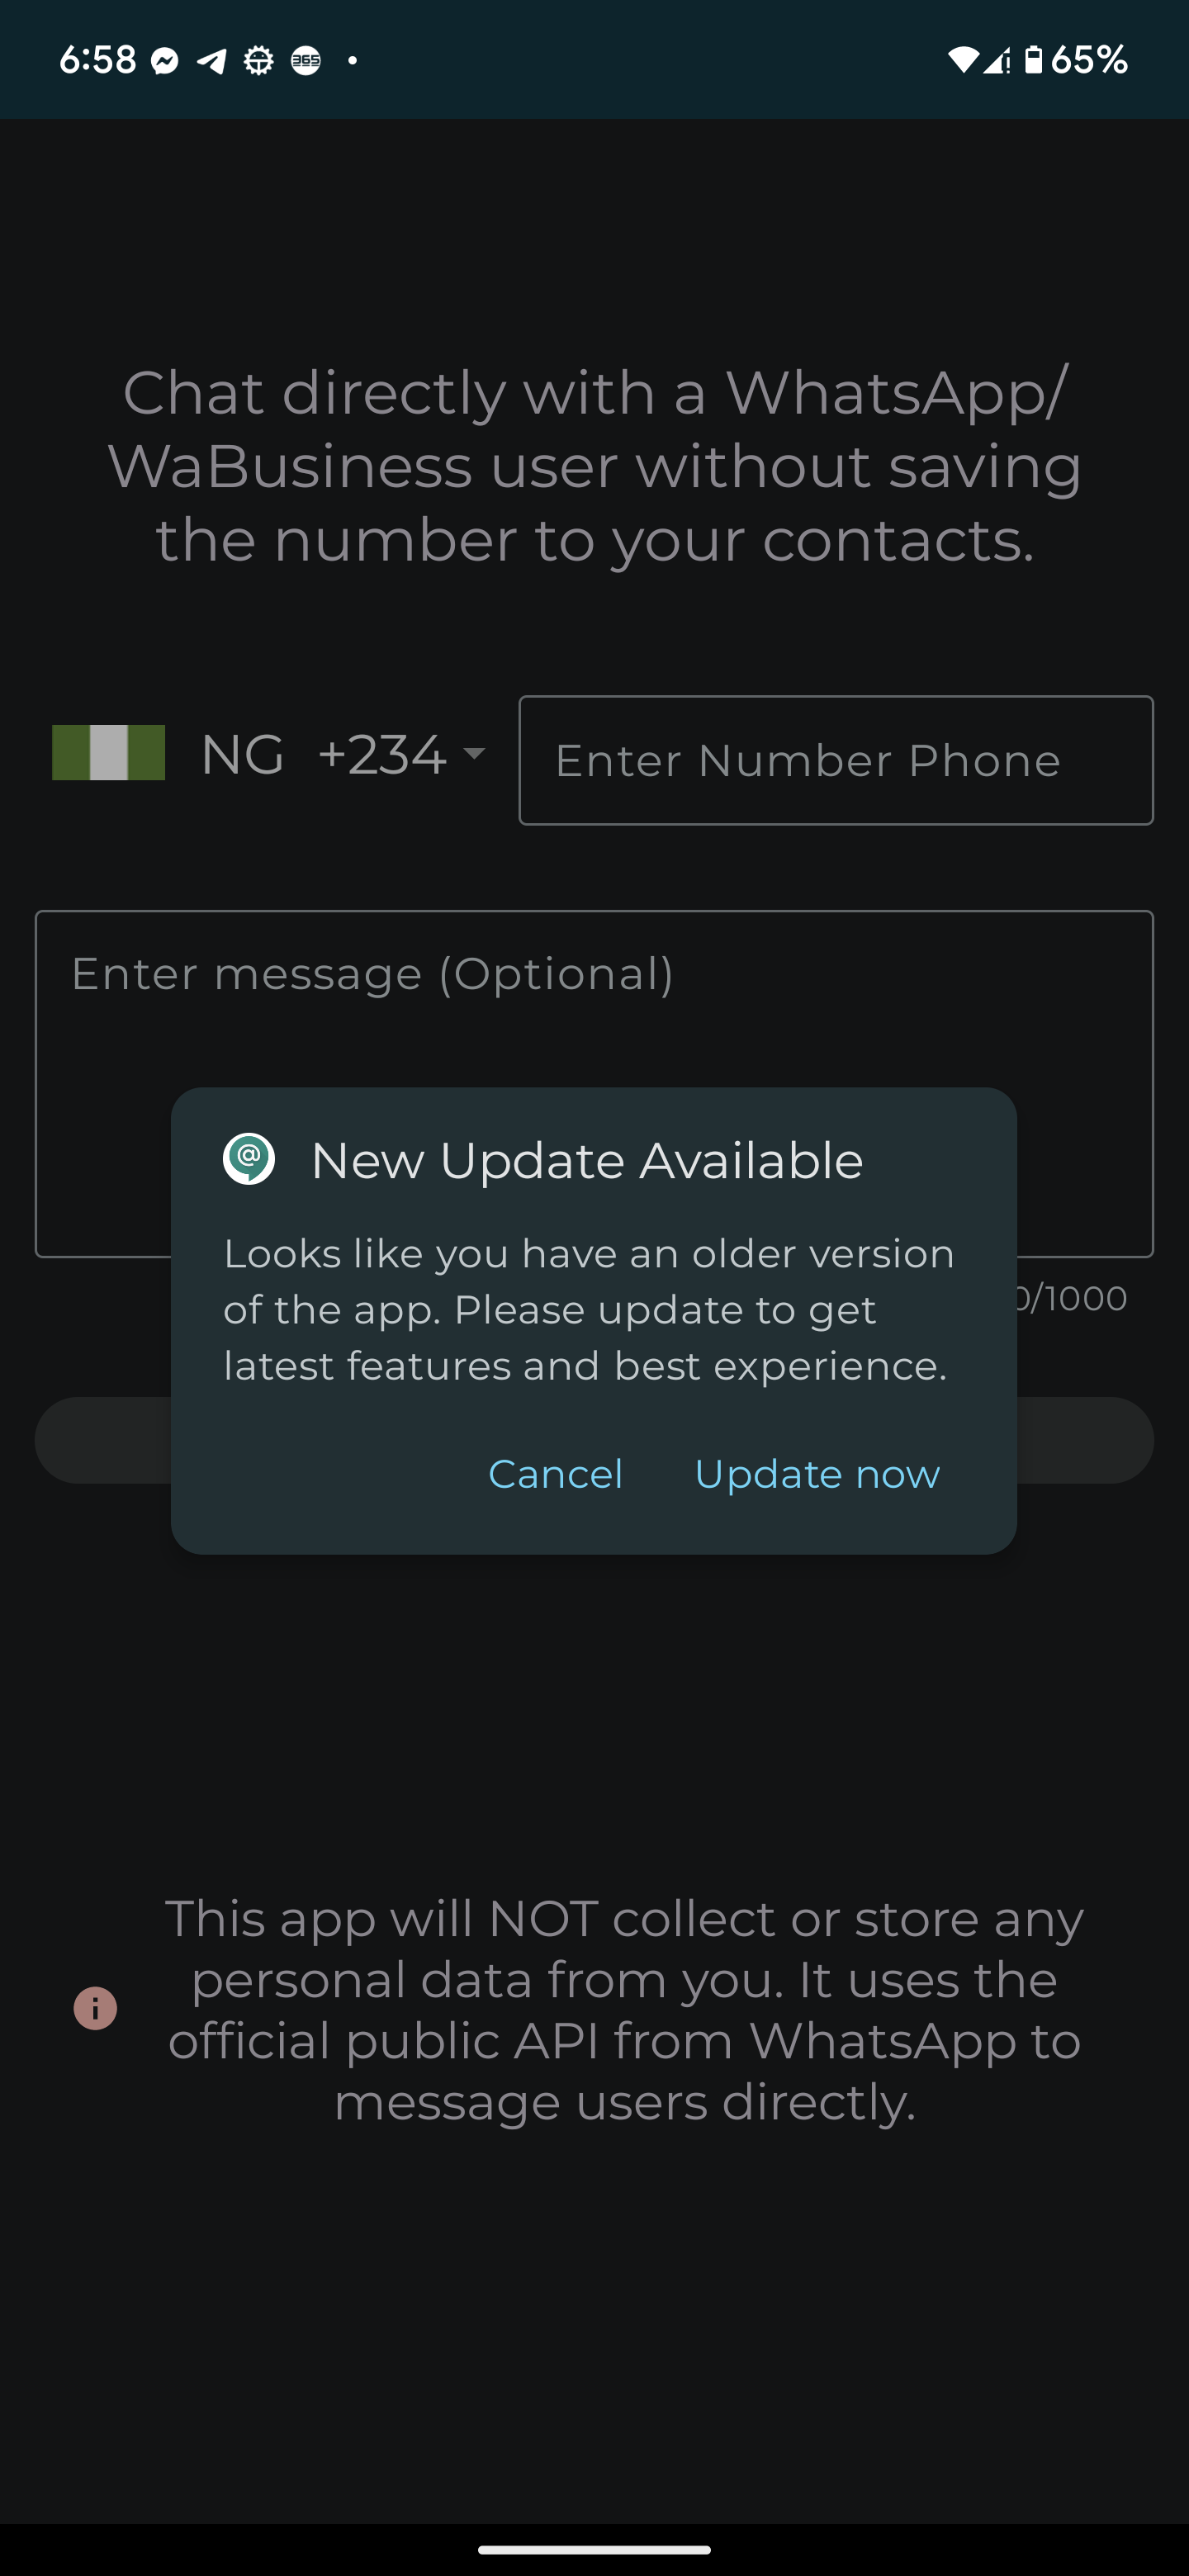 6:58
365
65%
Chat directly with a WhatsApp/
WaBusiness user without saving
the number to your contacts.
NG +234
Enter Number Phone
Enter message (Optional)
@
New Update Available
Looks like you have an older version
of the app. Please update to get
latest features and best experience.
0/1000
Cancel Update now
This app will NOT collect or store any
personal data from you. It uses the
official public API from WhatsApp to
message users directly.